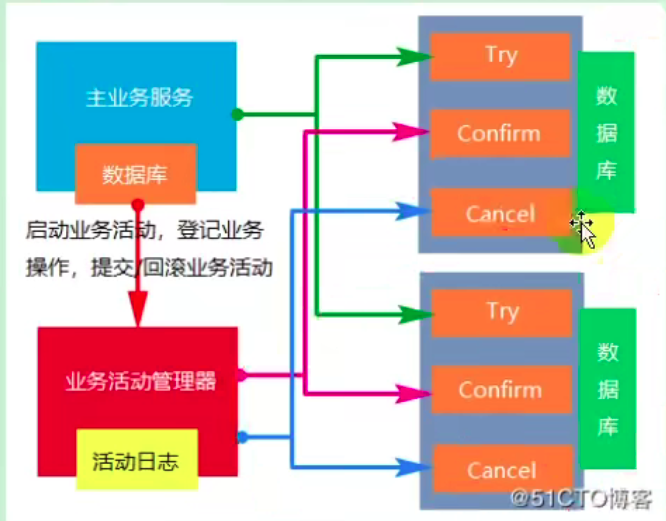 主业务服务
数据库
启动业务活动，登记业务
操作，提交/回滚业务活动
业务活动管理器
活动日志
Try
Confirm
Cancel
数
据
库
Try
Confirm
Cancel
数
据
库
@51CTO博客